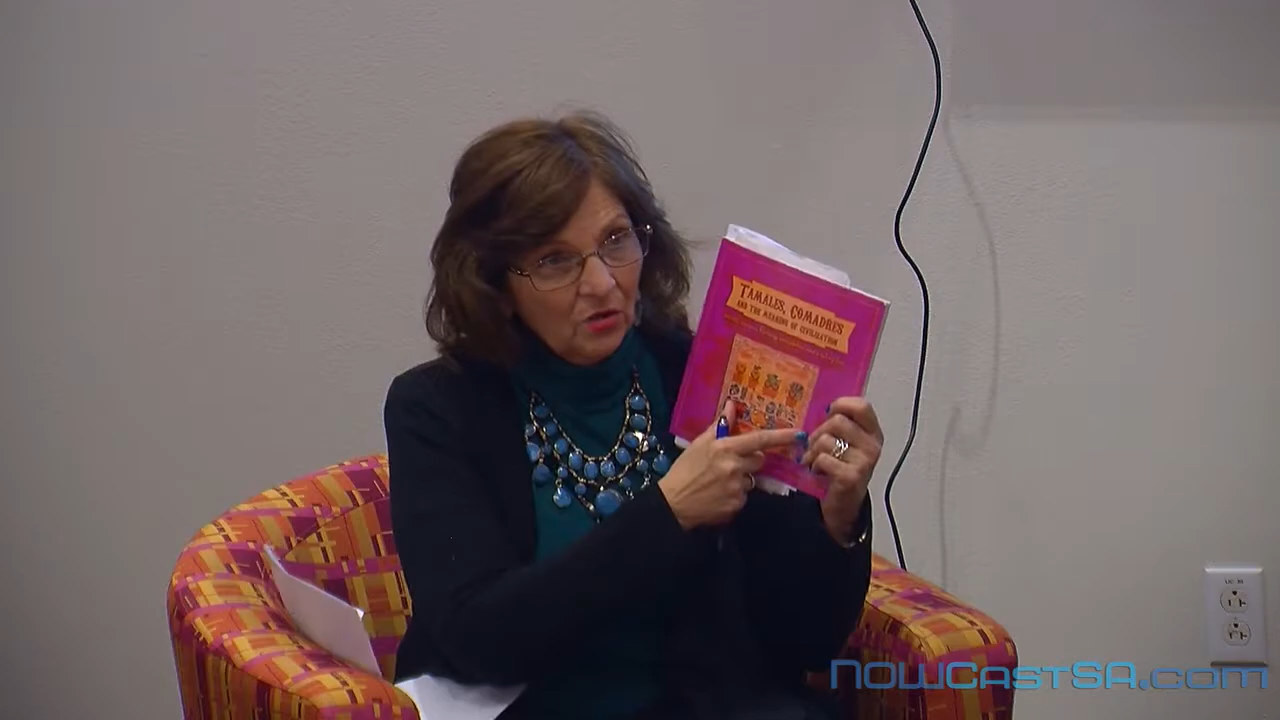 TAMALES, COMADRES
AND THE MEANING OF CIVILIZATION
NOWCASTSA.COM